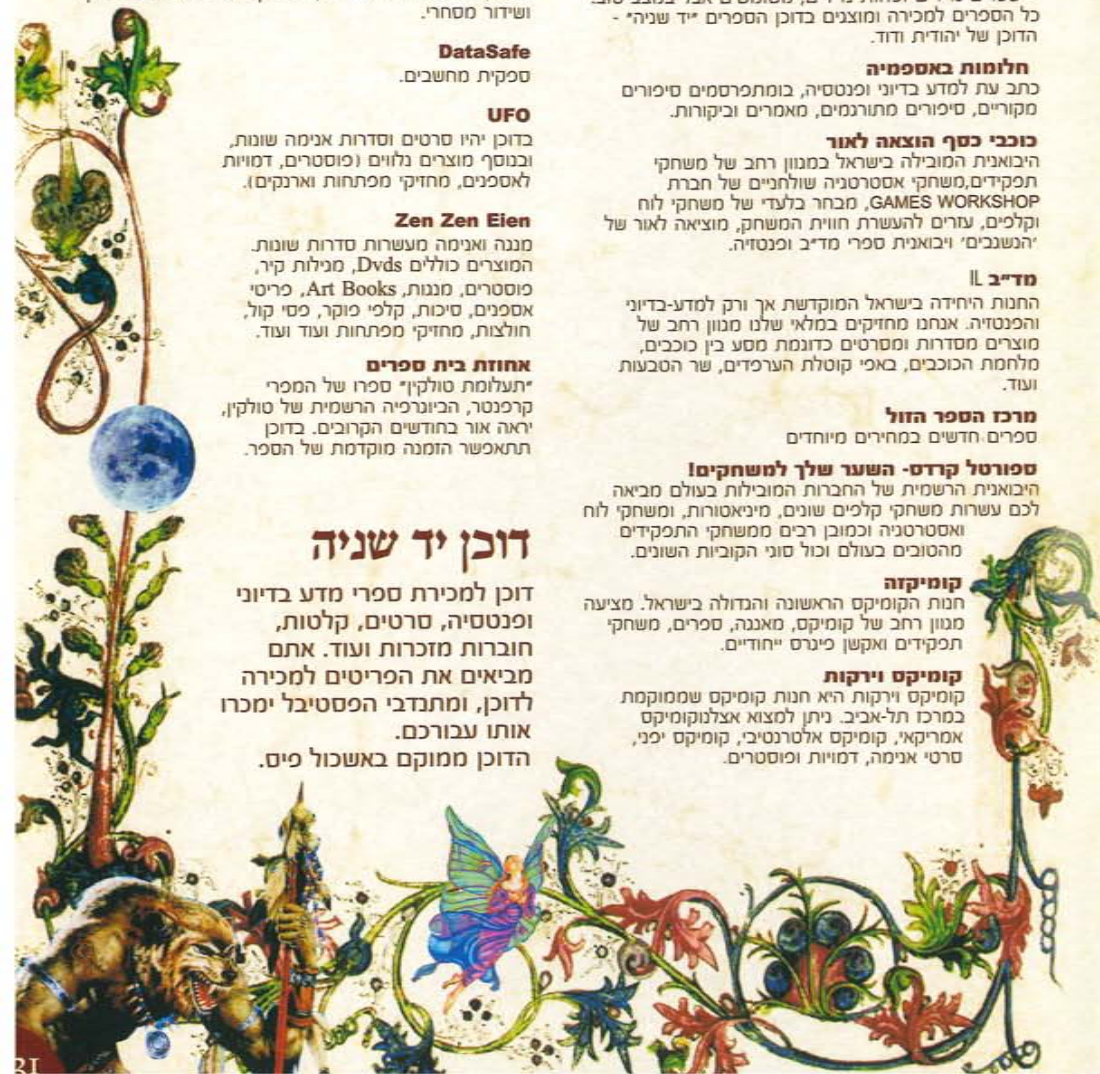 כל הספרים למכירה ומוצגים בדוכן הספרים "יד שניה" -
הדוכן של יהודית ודוד.
חלומות באספמיה
כתב עת למדע בדיוני ופנטסיה, בומתפרסמים סיפורים
מקוריים, סיפורים מתורגמים, מאמרים וביקורות.
כוכבי כסף הוצאה לאור
היבואנית המובילה בישראל במגוון רחב של משחקי
תפקידים,משחקי אסטרטגיה שולחניים של חברת
GAMES WORKSHOP, מבחר בלעדי של משחקי לוח
וקלפים, עזרים להעשרת חווית המשחק, מוציאה לאור של
'הנשגבים' ויבואנית ספרי מד"ב ופנטזיה.
מד"ב IL
החנות היחידה בישראל המוקדשת אך ורק למדע-בדיוני
והפנטזיה. אנחנו מחזיקים במלאי שלנו מגוון רחב של
מוצרים מסדרות ומסרטים כדוגמת מסע בין כוכבים,
מלחמת הכוכבים, באפי קוטלת הערפדים, שר הטבעות
ועוד.
מרכז הספר הזול
ספרים חדשים במחירים מיוחדים
ספורטל קרדס- השער שלך למשחקים!
היבואנית הרשמית של החברות המובילות בעולם מביאה
לכם עשרות משחקי קלפים שונים, מיניאטורות, ומשחקי לוח
ואסטרטגיה וכמובן רבים ממשחקי התפקידים
מהטובים בעולם וכול סוגי הקוביות השונים.
קומיקזה
חנות הקומיקס הראשונה והגדולה בישראל. מציעה
מגוון רחב של קומיקס, מאנגה, ספרים, משחקי
תפקידים ואקשן פיגרס ייחודיים.
קומיקס וירקות
קומיקס וירקות היא חנות קומיקס שממוקמת
במרכז תל-אביב. ניתן למצוא אצלנוקומיקס
אמריקאי, קומיקס אלטרנטיבי, קומיקס יפני,
סרטי אנימה, דמויות ופוסטרים.
ושידור מסחרי.
DataSafe
ספקית מחשבים.
UFO
בדוכן יהיו סרטים וסדרות אנימה שונות,
ובנוסף מוצרים נלווים (פוסטרים, דמויות
לאספנים, מחזיקי מפתחות וארנקים).
Zen Zen Eien
מנגה ואנימה מעשרות סדרות שונות.
המוצרים כוללים Dvds, מגילות קיר,
פוסטרים, מנגות, Art Books, פריטי
אספנים, סיכות, קלפי פוקר, פסי קול,
חולצות, מחזיקי מפתחות ועוד ועוד.
אחוזת בית ספרים
"תעלומת טולקין" ספרו של המפרי
קרפנטר, הביוגרפיה הרשמית של טולקין,
יראה אור בחודשים הקרובים. בדוכן
תתאפשר הזמנה מוקדמת של הספר.
דוכן יד שניה
דוכן למכירת ספרי מדע בדיוני
ופנטסיה, סרטים, קלטות,
חוברות מזכרות ועוד. אתם
מביאים את הפריטים למכירה
לדוכן, ומתנדבי הפסטיבל ימכרו
אותו עבורכם.
הדוכן ממוקם באשכול פיס.
31